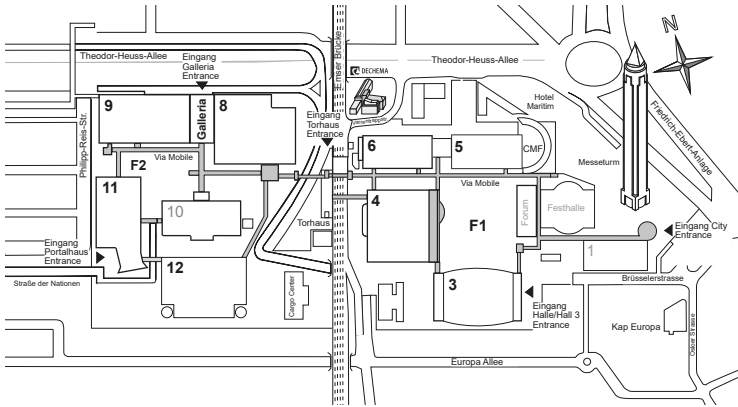 Theodor-Heuss-Allee
Eingang
Galleria
Entrance
Emser Brücke
DECHEMA
Theodor-Heuss-Allee
N
9
Galleria
8
Eingang
Torhaus
Entrance
Hotel
Maritim
Friedrich-Ebert-Anlage
Philipp-Reis-Str.
F2
Via Mobile
6
5
CMF
Messeturm
11
10
Via Mobile
4
F1
Forum
Festhalle
Torhaus
Eingang City
Entrance
Eingang
Portalhaus
Entrance
1
12
Straße der Nationen
Cargo Center
3
Brüsselerstrasse
Eingang
Halle/Hall 3
Entrance
Kap Europa
Osloer Strasse
Europa Allee